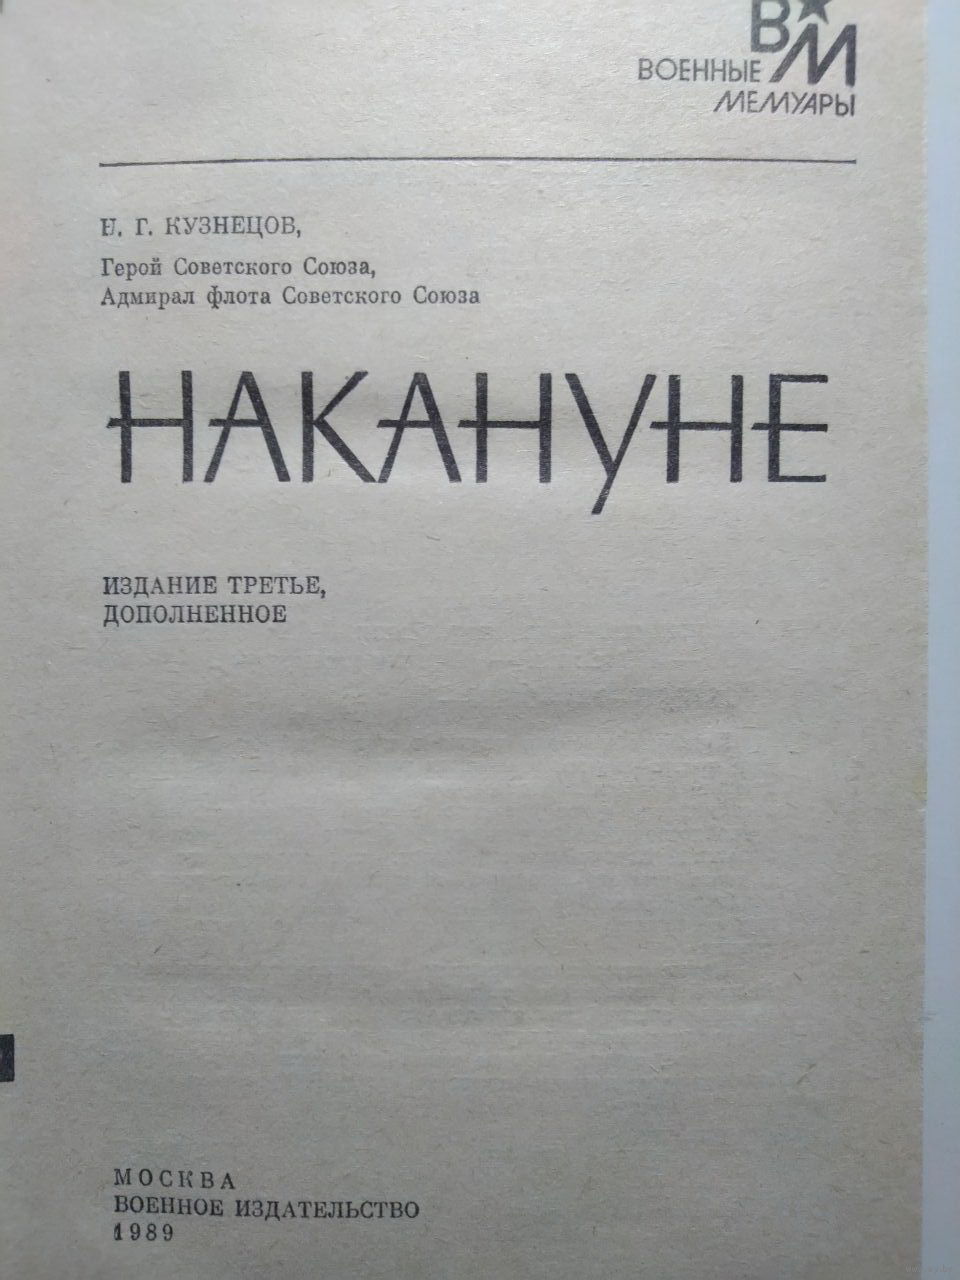 ВМ
ВОЕННЫЕ
МЕМУАРЫ
Н. Г. КУЗНЕЦОВ,
Герой Советского Союза,
Адмирал флота Советского Союза
НАКАНУНЕ
ИЗДАНИЕ ТРЕТЬЕ,
ДОПОЛНЕННОЕ
МОСКВА
ВОЕННОЕ ИЗДАТЕЛЬСТВО
1989